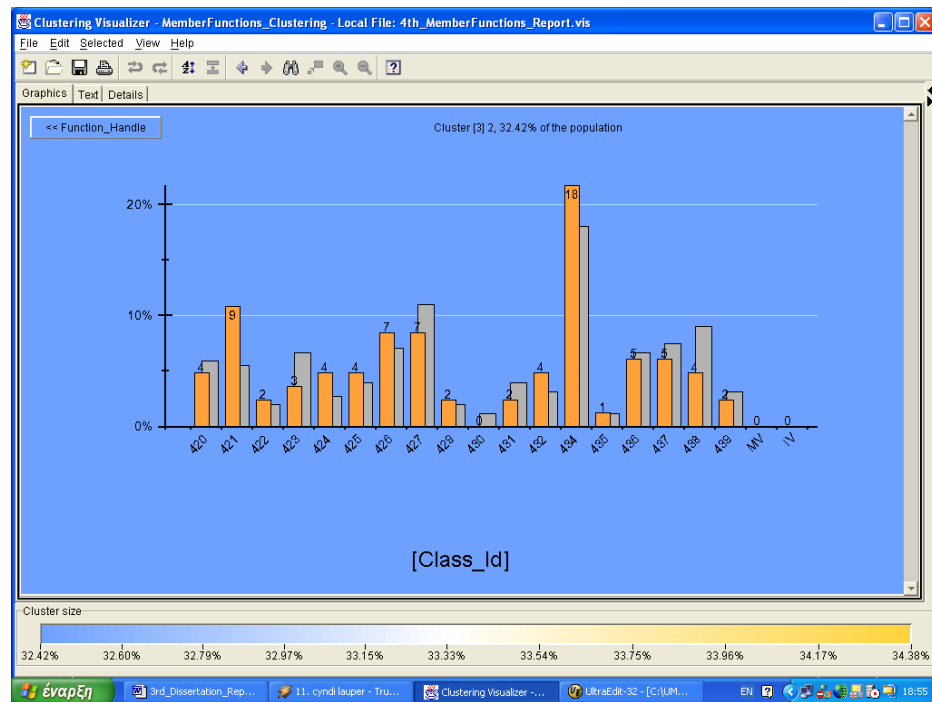 Clustering Visualizer - MemberFunctions_Clustering - Local File: 4th_MemberFunctions_Report.vis
File Edit Selected View Help
Graphics Text Details
<< Function_Handle
Cluster [3] 2, 32.42% of the population
20%
10%
0%
4 9 2 3 4 4 7 7 2 0 2 4 18 1 5 5 4 2 0 0
420 421 422 423 424 425 426 427 429 430 431 432 434 435 436 437 438 439 MV IV
[Class_Id]
Cluster size
32.42% 32.60% 32.79% 32.97% 33.15% 33.33% 33.54% 33.75% 33.96% 34.17% 34.38%
έναρξη 3rd_Dissertation_Rep... 11. cyndi lauper - Tru... Clustering Visualizer -... UltraEdit-32 - [C:\UM... EN 18:55